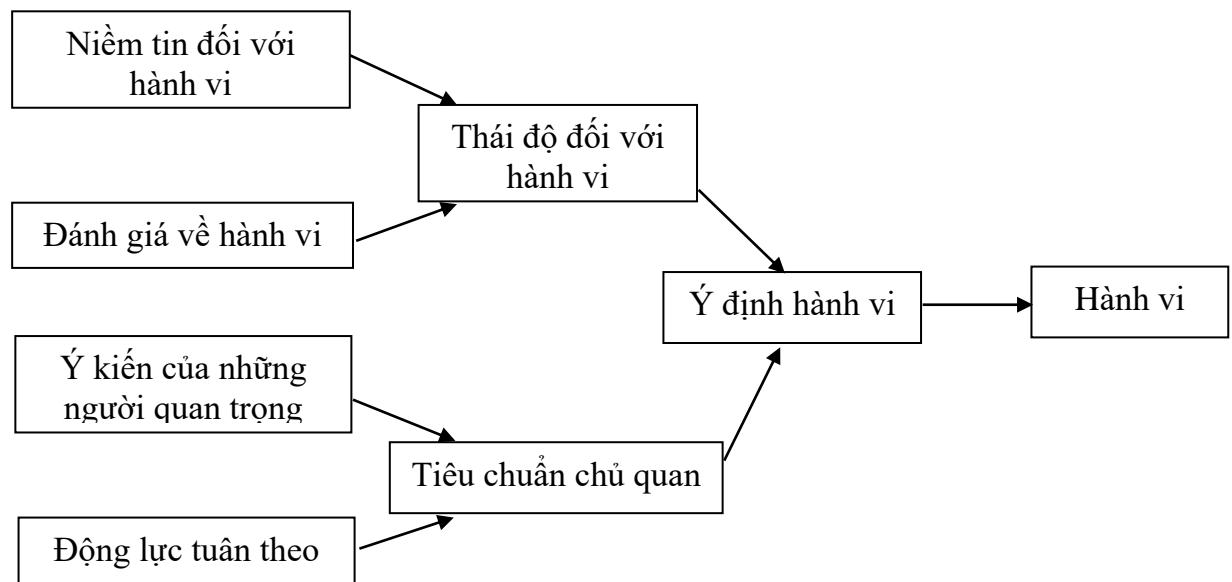 Niềm tin đối với
hành vi
Thái độ đối với
hành vi
Đánh giá về hành vi
Ý định hành vi
Hành vi
Ý kiến của những
người quan trọng
Tiêu chuẩn chủ quan
Động lực tuân theo